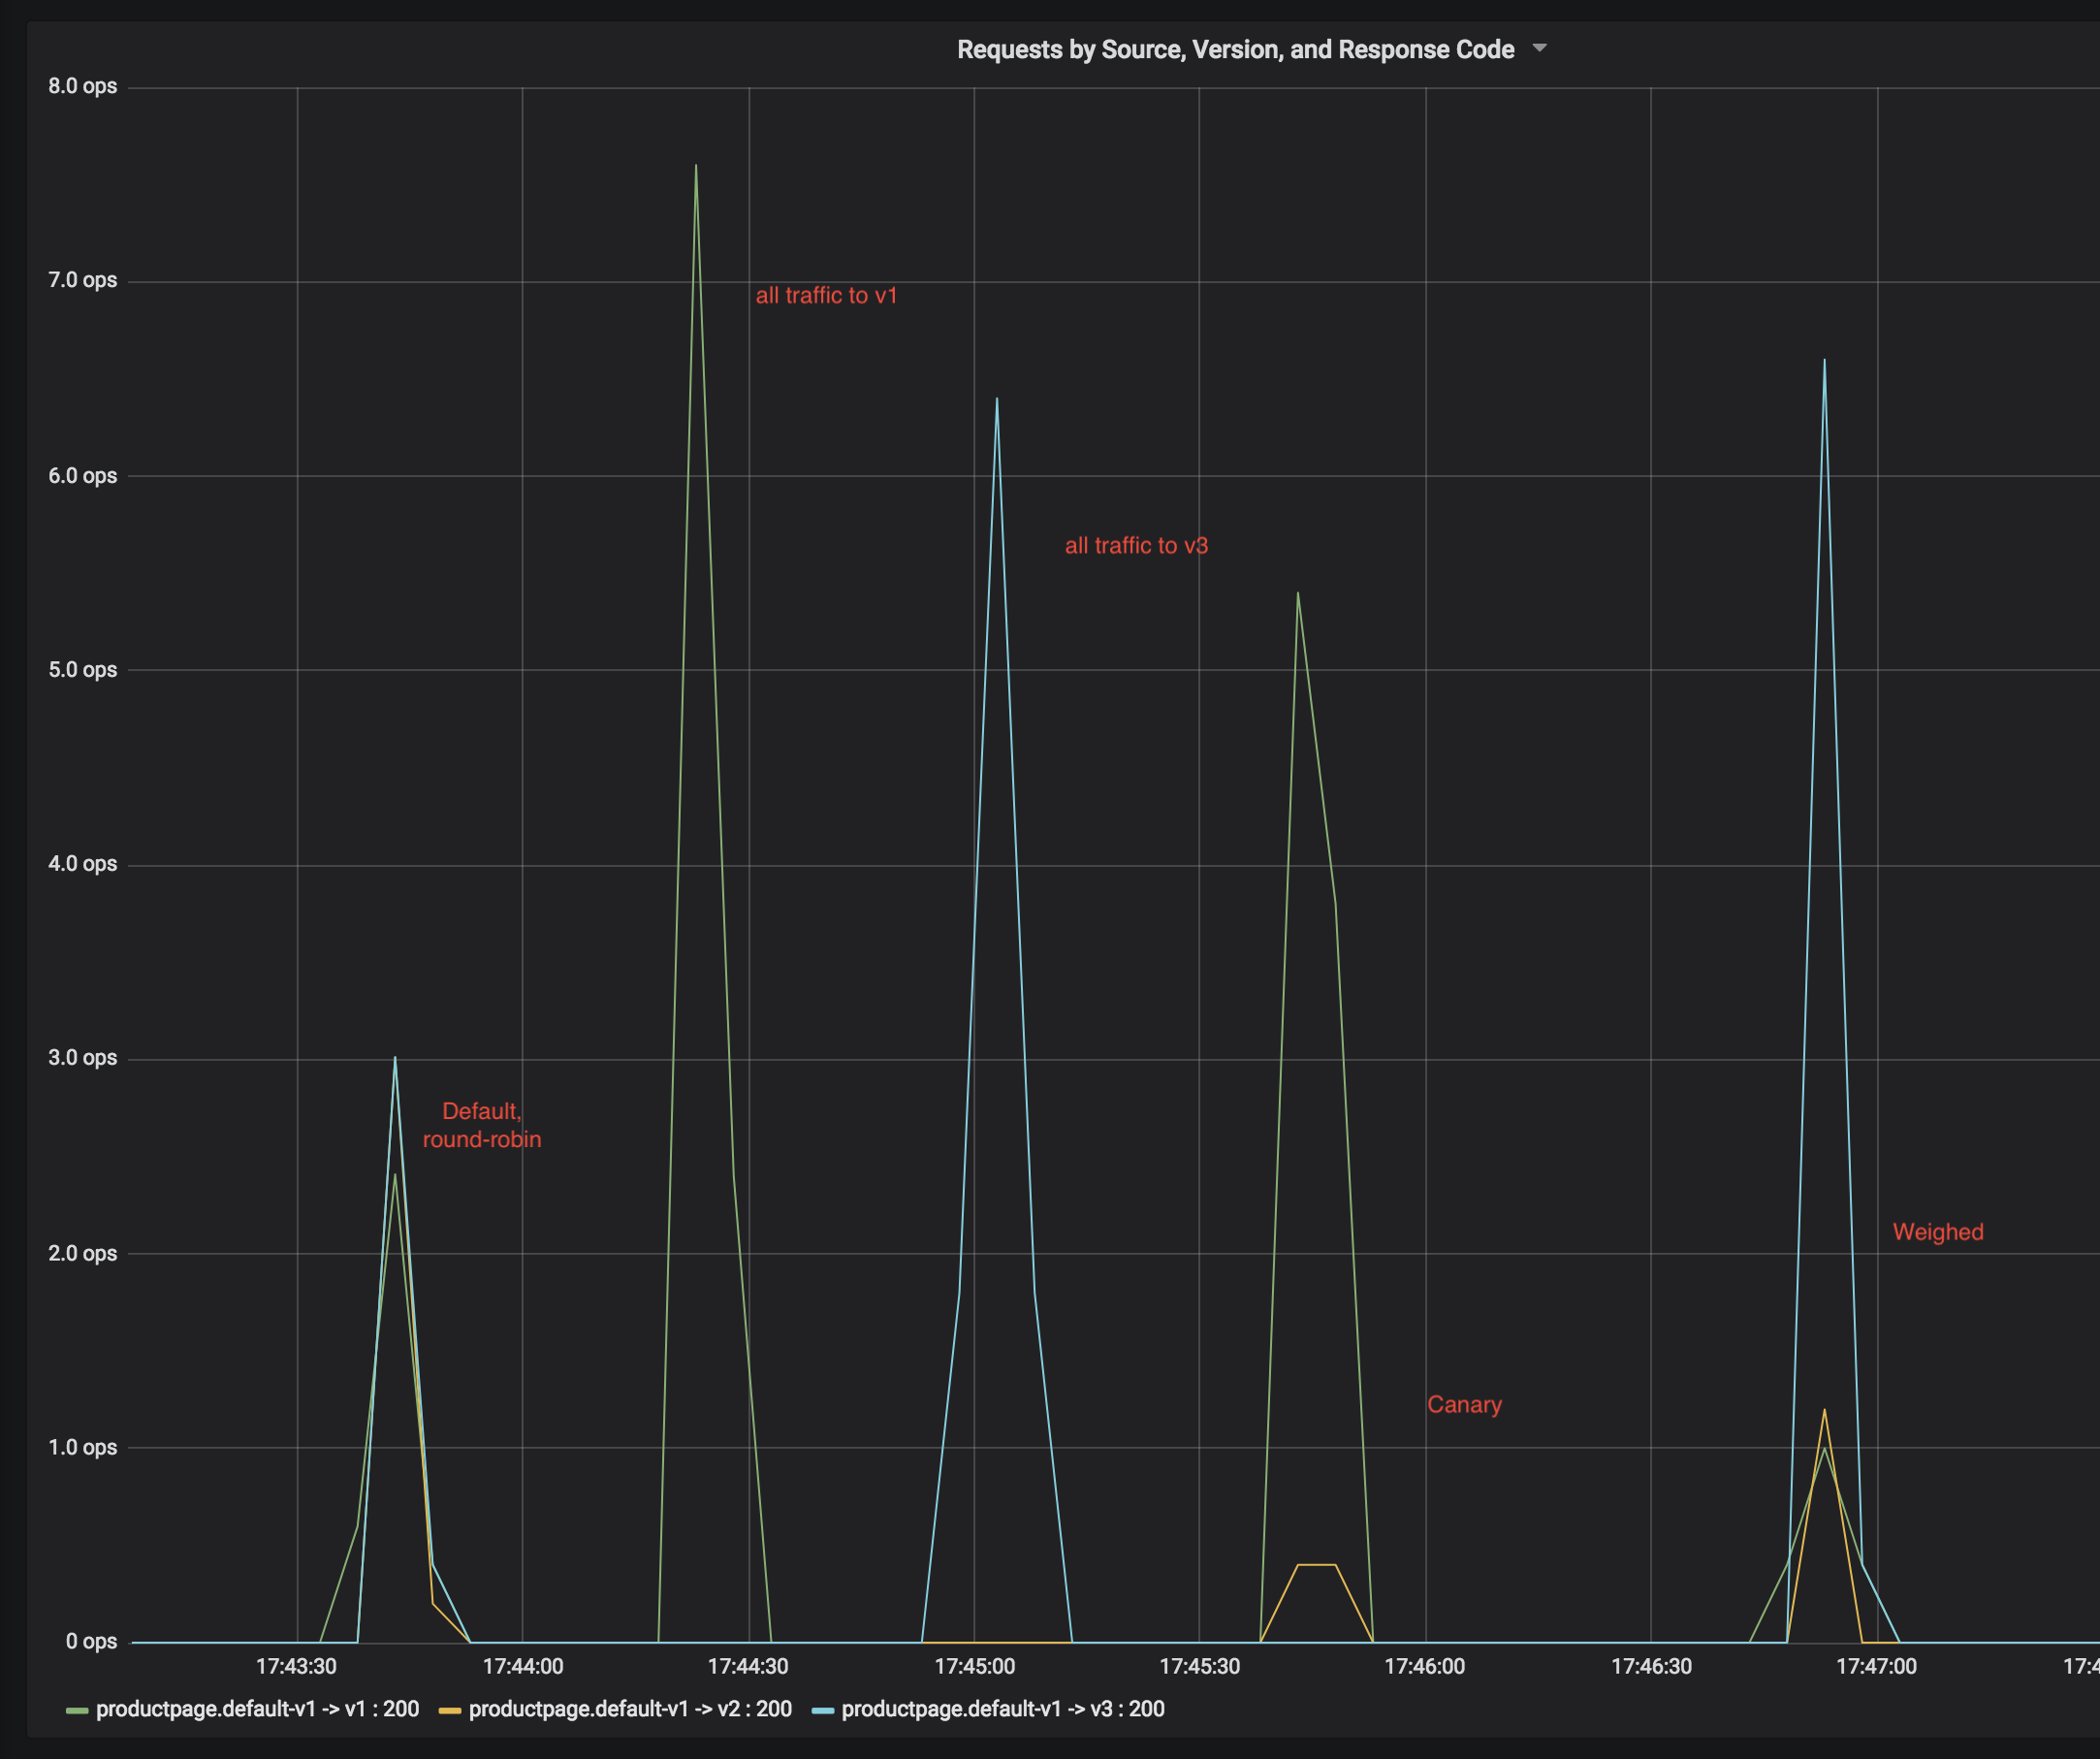 Requests by Source, Version, and Response Code
8.0 ops
7.0 ops
all traffic to v1
6.0 ops
all traffic to v3
5.0 ops
4.0 ops
3.0 ops
Default,
round-robin
2.0 ops
Weighed
Canary
1.0 ops
0 ops
17:43:30 17:44:00 17:44:30 17:45:00 17:45:30 17:46:00 17:46:30 17:47:00 17:4
productpage.default-v1 -> v1 : 200 productpage.default-v1 -> v2 : 200 productpage.default-v1 -> v3 : 200